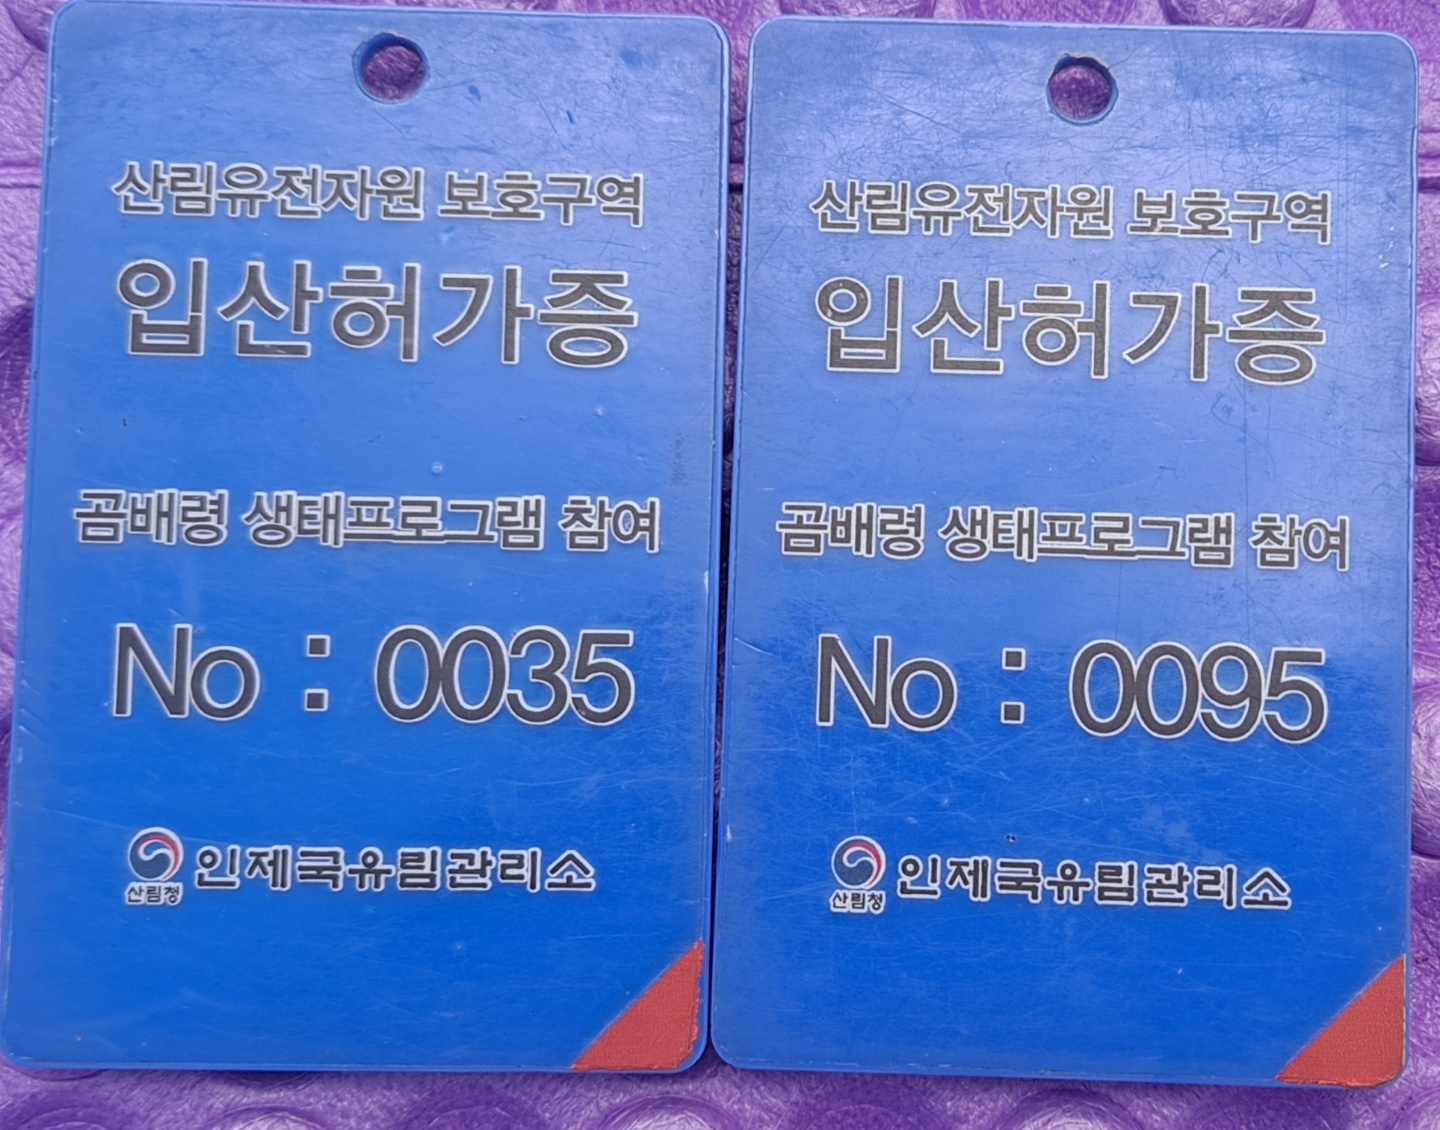 산림유전자원 보호구역
입산허가증
곰배령 생태프로그램 참여
No : 0035
산림청
인제국유림관리소
산림유전자원 보호구역
입산허가증
곰배령 생태프로그램 참여
No : 0095
산림청
인제국유림관리소